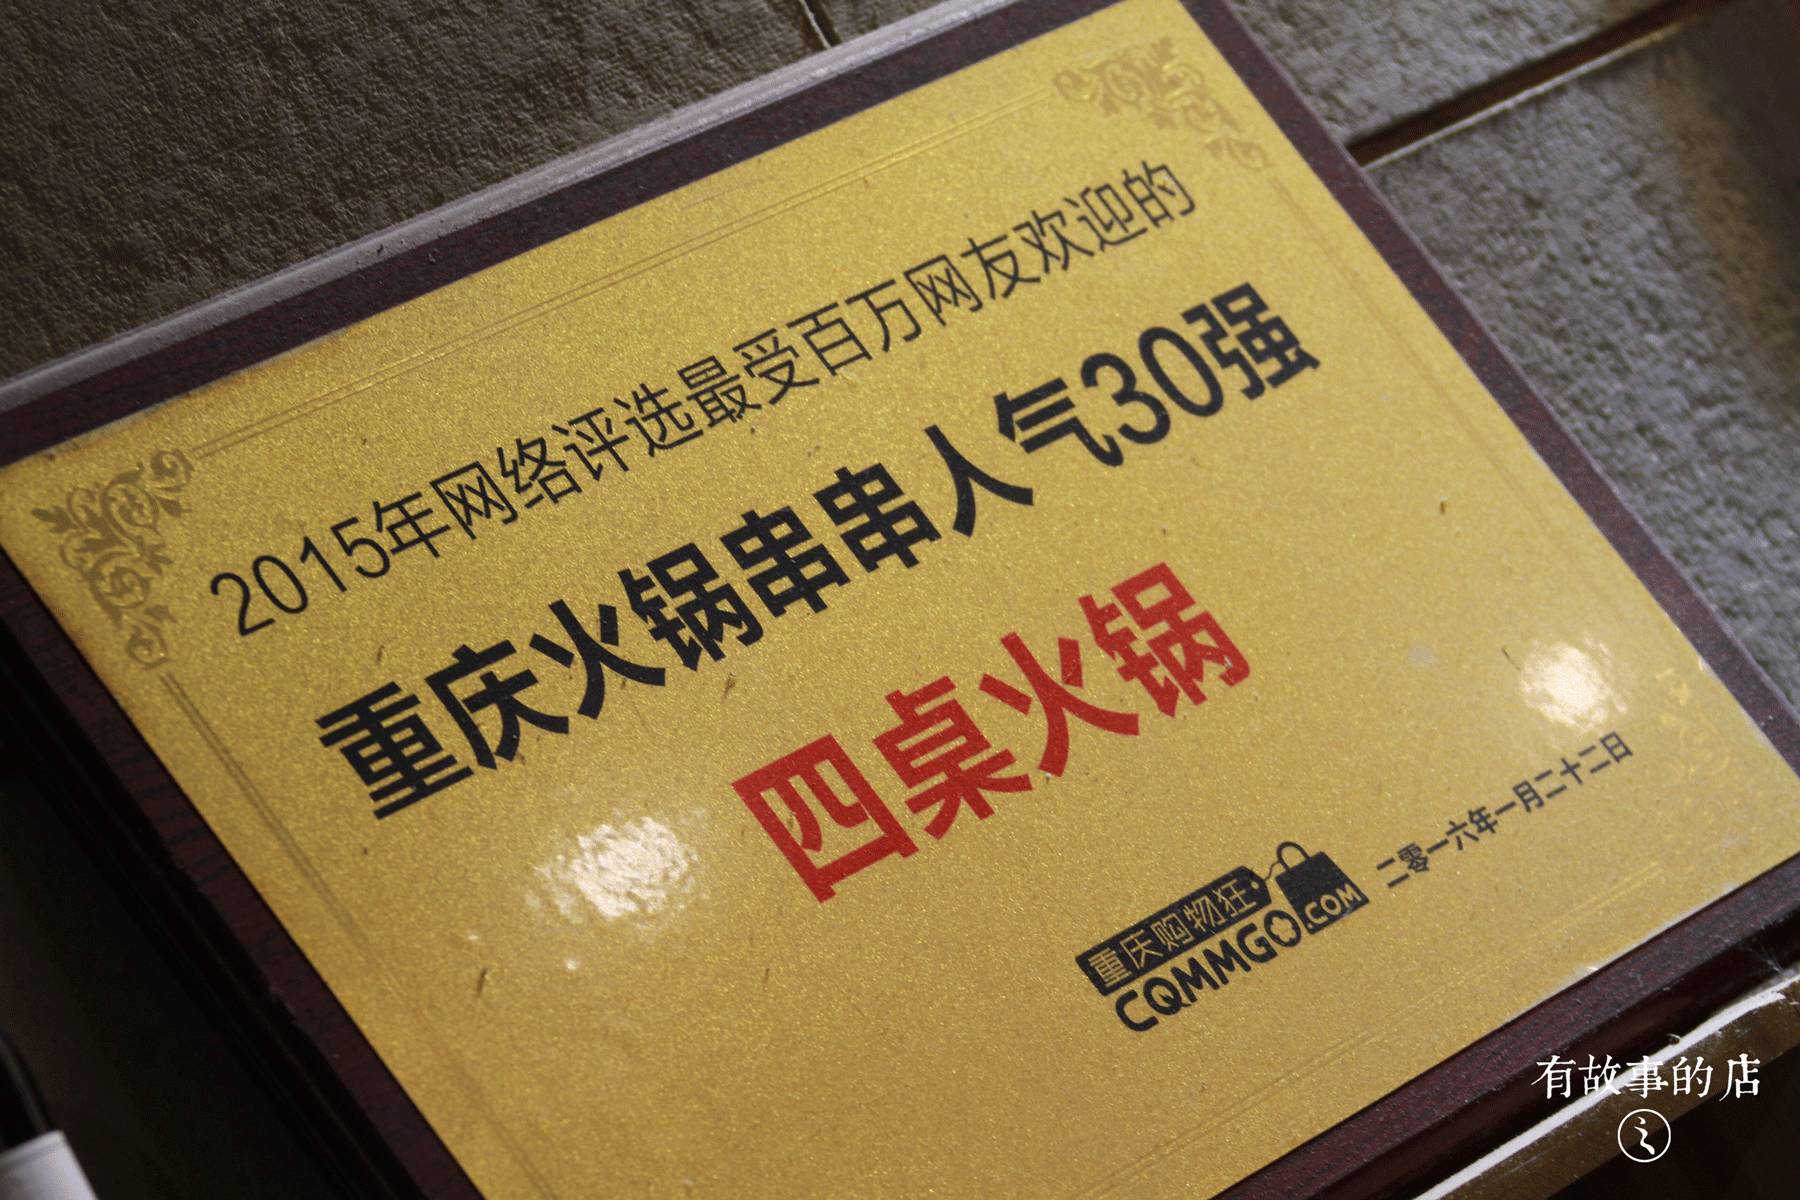 2015年网络评选最受百万网友欢迎的
重庆火锅串串人气30强
四桌火锅
重庆购物狂
CQMMGO.COM
二零一六年一月二十二日
有故事的店